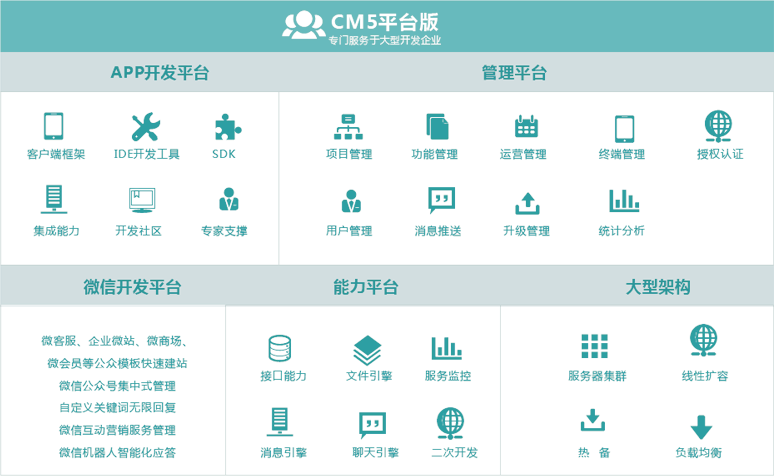 CM5平台版
专门服务于大型开发企业
APP开发平台
管理平台
客户端框架 IDE开发工具 SDK
项目管理 功能管理 运营管理 终端管理 授权认证
集成能力 开发社区 专家支撑
用户管理 消息推送 升级管理 统计分析
微信开发平台
能力平台
大型架构
微客服、企业微站、微商场、
微会员等公众模板快速建站
微信公众号集中式管理
自定义关键词无限回复
微信互动营销服务管理
微信机器人智能化应答
接口能力 文件引擎 服务监控
消息引擎 聊天引擎 二次开发
服务器集群 线性扩容
热 备 负载均衡